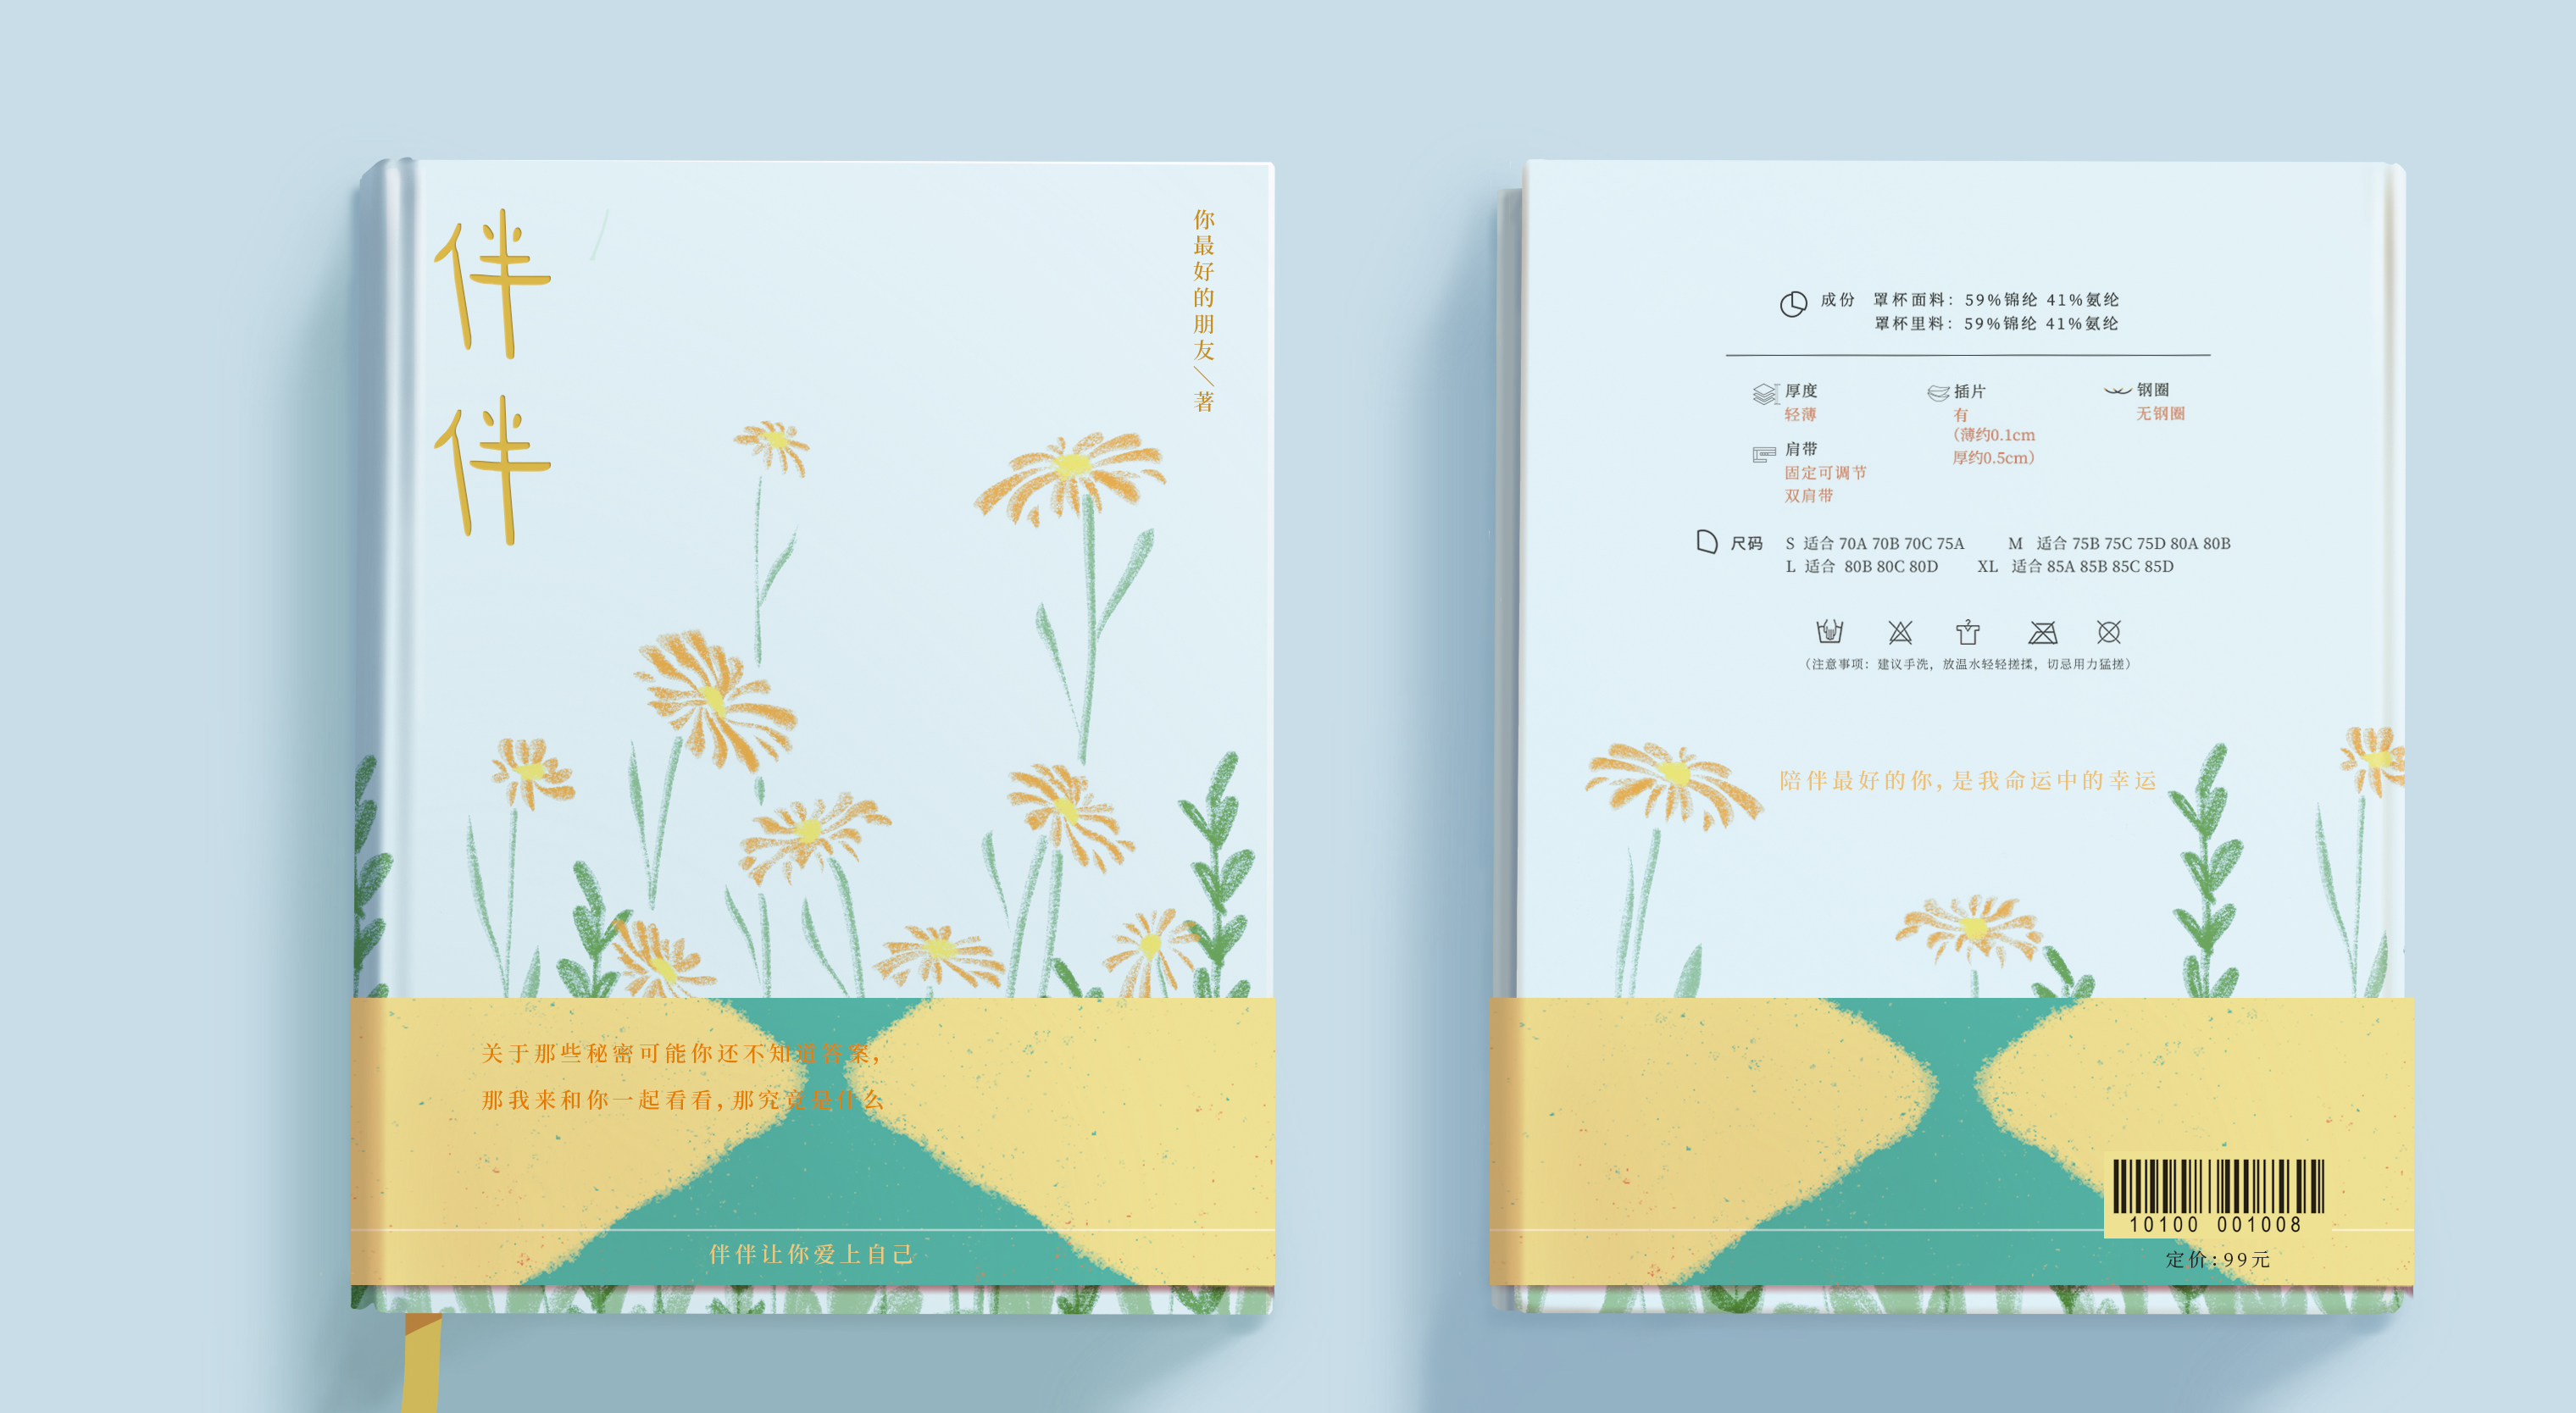 伴
伴
你最好的朋友╲著
关于那些秘密可能你还不知道答案，
那我来和你一起看看，那究竟是什么
伴伴让你爱上自己
成份 罩杯面料：59%锦纶 41%氨纶
罩杯里料：59%锦纶 41%氨纶
厚度
轻薄
插片
有
（薄约0.1cm
厚约0.5cm）
钢圈
无钢圈
肩带
固定可调节
双肩带
尺码 S 适合 70A 70B 70C 75A M 适合 75B 75C 75D 80A 80B
L 适合 80B 80C 80D XL 适合 85A 85B 85C 85D
（注意事项：建议手洗，放温水轻轻搓揉，切忌用力猛搓）
陪伴最好的你，是我命运中的幸运
10100 001008
定价：99元